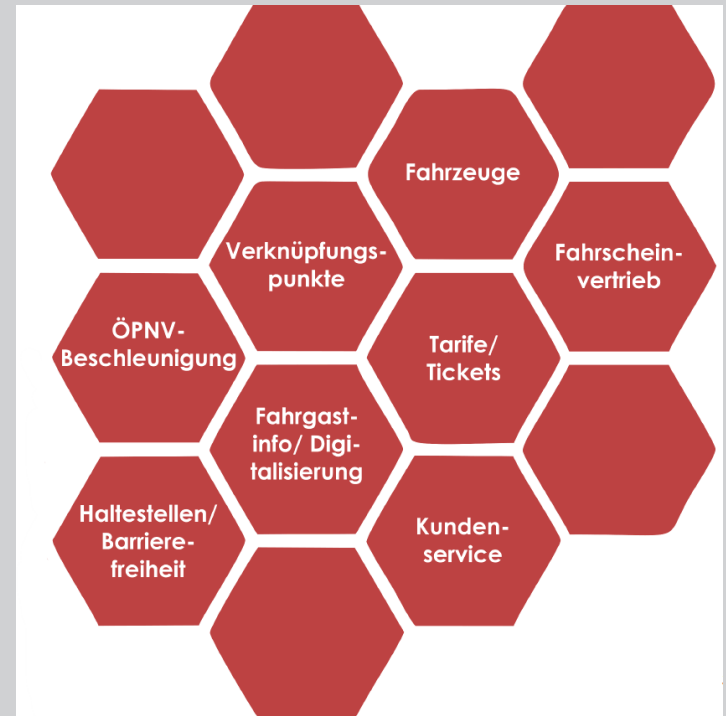 Fahrzeuge
Verknüpfungs-
punkte
Fahrschein-
vertrieb
ÖPNV-
Beschleunigung
Tarife/
Tickets
Fahrgast-
info/ Digi-
talisierung
Haltestellen/
Barriere-
freiheit
Kunden-
service